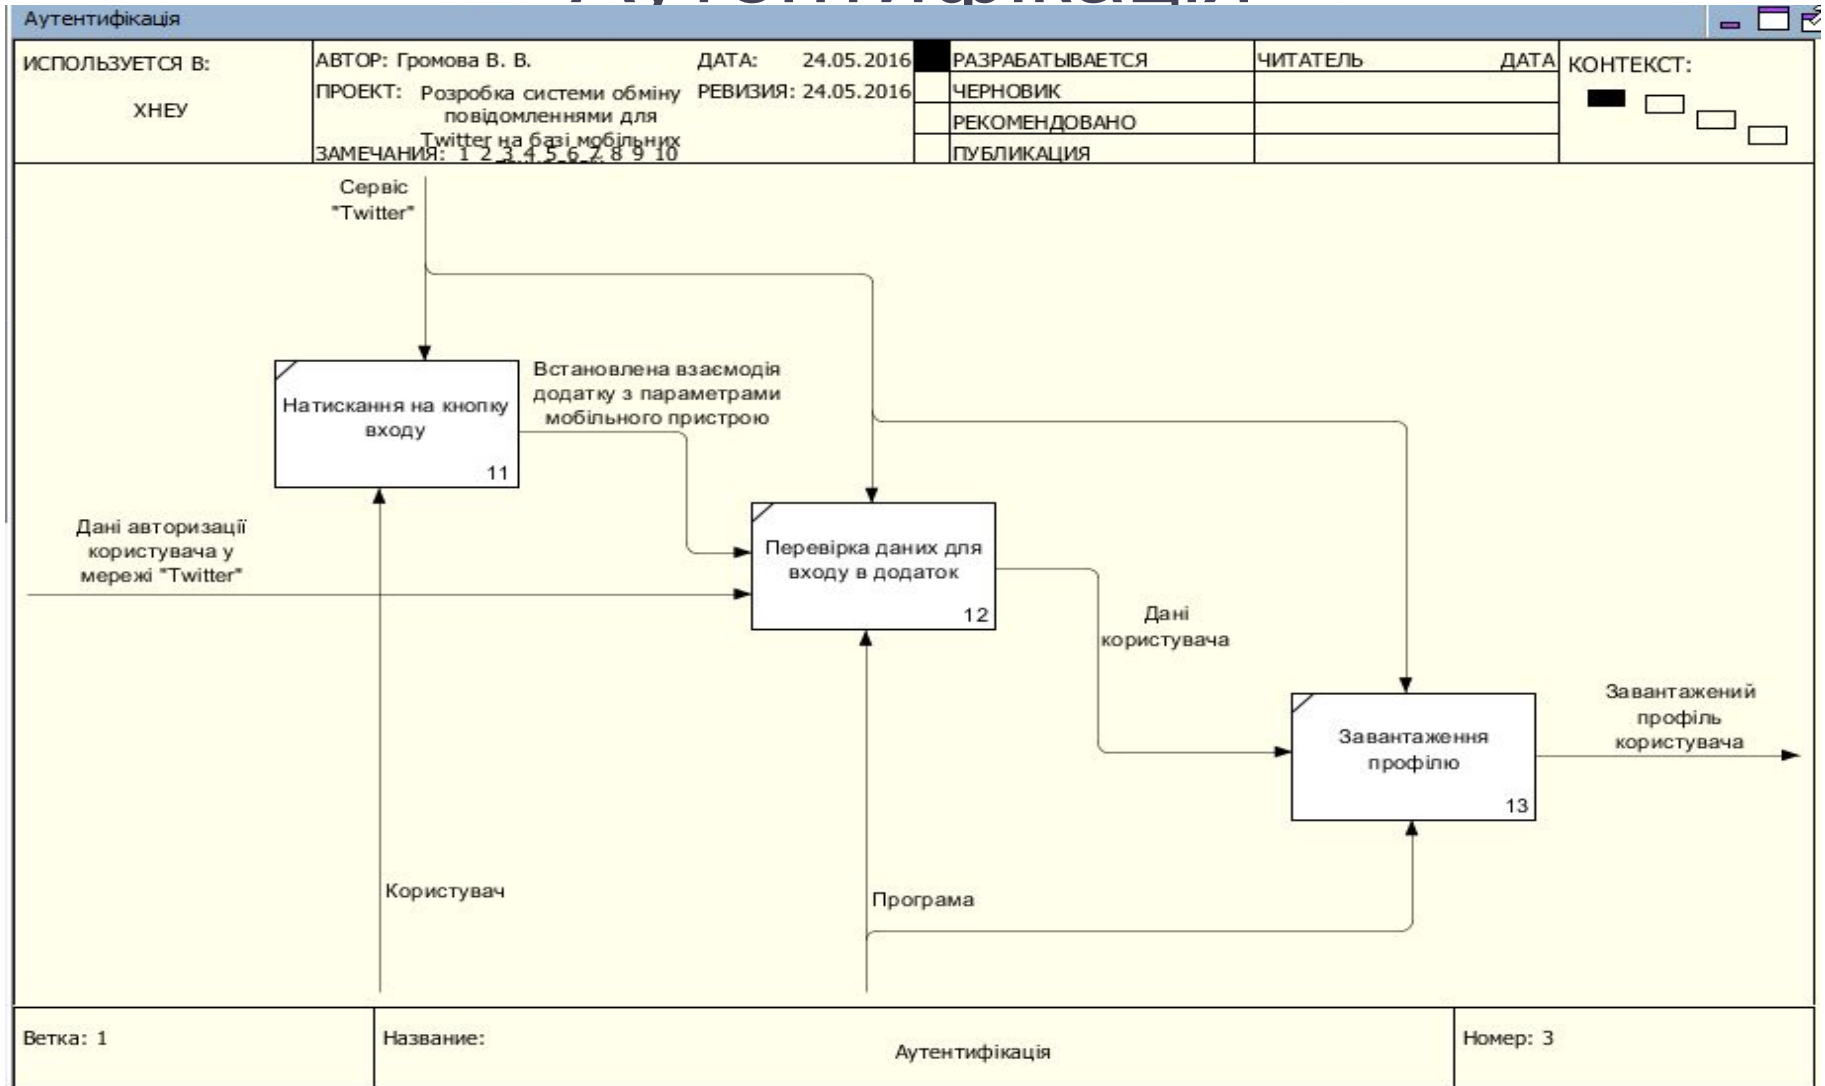 Аутентифікація
Аутентифікація
ИСПОЛЬЗУЕТСЯ В:
ХНЕУ
АВТОР: Громова В. В.
ДАТА: 24.05.2016
ПРОЕКТ: Розробка системи обміну
повідомленнями для
Twitter на базі мобільних
РЕВИЗИЯ: 24.05.2016
ЗАМЕЧАНИЯ: 1 2 3 4 5 6 7 8 9 10
РАЗРАБАТЫВАЕТСЯ
ЧЕРНОВИК
РЕКОМЕНДОВАНО
ПУБЛИКАЦИЯ
ЧИТАТЕЛЬ
ДАТА
КОНТЕКСТ:
Сервіс
"Twitter"
Натискання на кнопку
входу
11
Встановлена взаємодія
додатку з параметрами
мобільного пристрою
Дані авторизації
користувача у
мережі "Twitter"
Перевірка даних для
входу в додаток
12
Дані
користувача
Завантаження
профілю
13
Завантажений
профіль
користувача
Користувач
Програма
Ветка: 1
Название:
Аутентифікація
Номер: 3